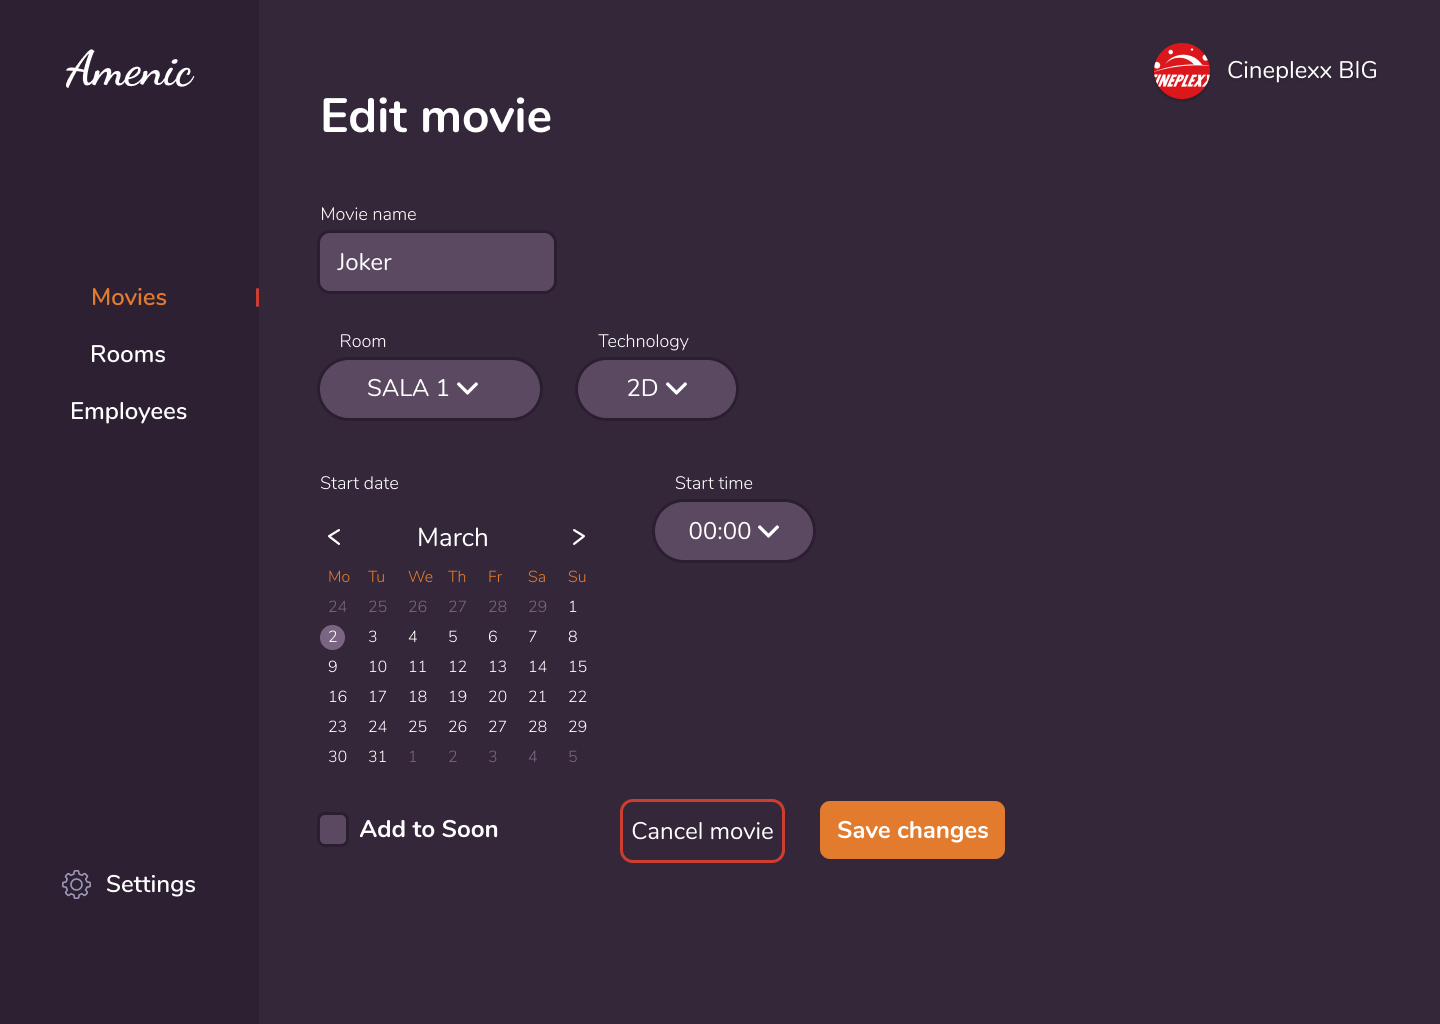 Amenic
Movies
Rooms
Employees
Settings
CINEPLEXX
Cineplexx BIG
Edit movie
Movie name
Joker
Room
Technology
SALA 1
2D
Start date
Start time
00:00
< March >
Mo Tu We Th Fr Sa Su
24 25 26 27 28 29 1
2 3 4 5 6 7 8
9 10 11 12 13 14 15
16 17 18 19 20 21 22
23 24 25 26 27 28 29
30 31 1 2 3 4 5
Add to Soon
Cancel movie
Save changes